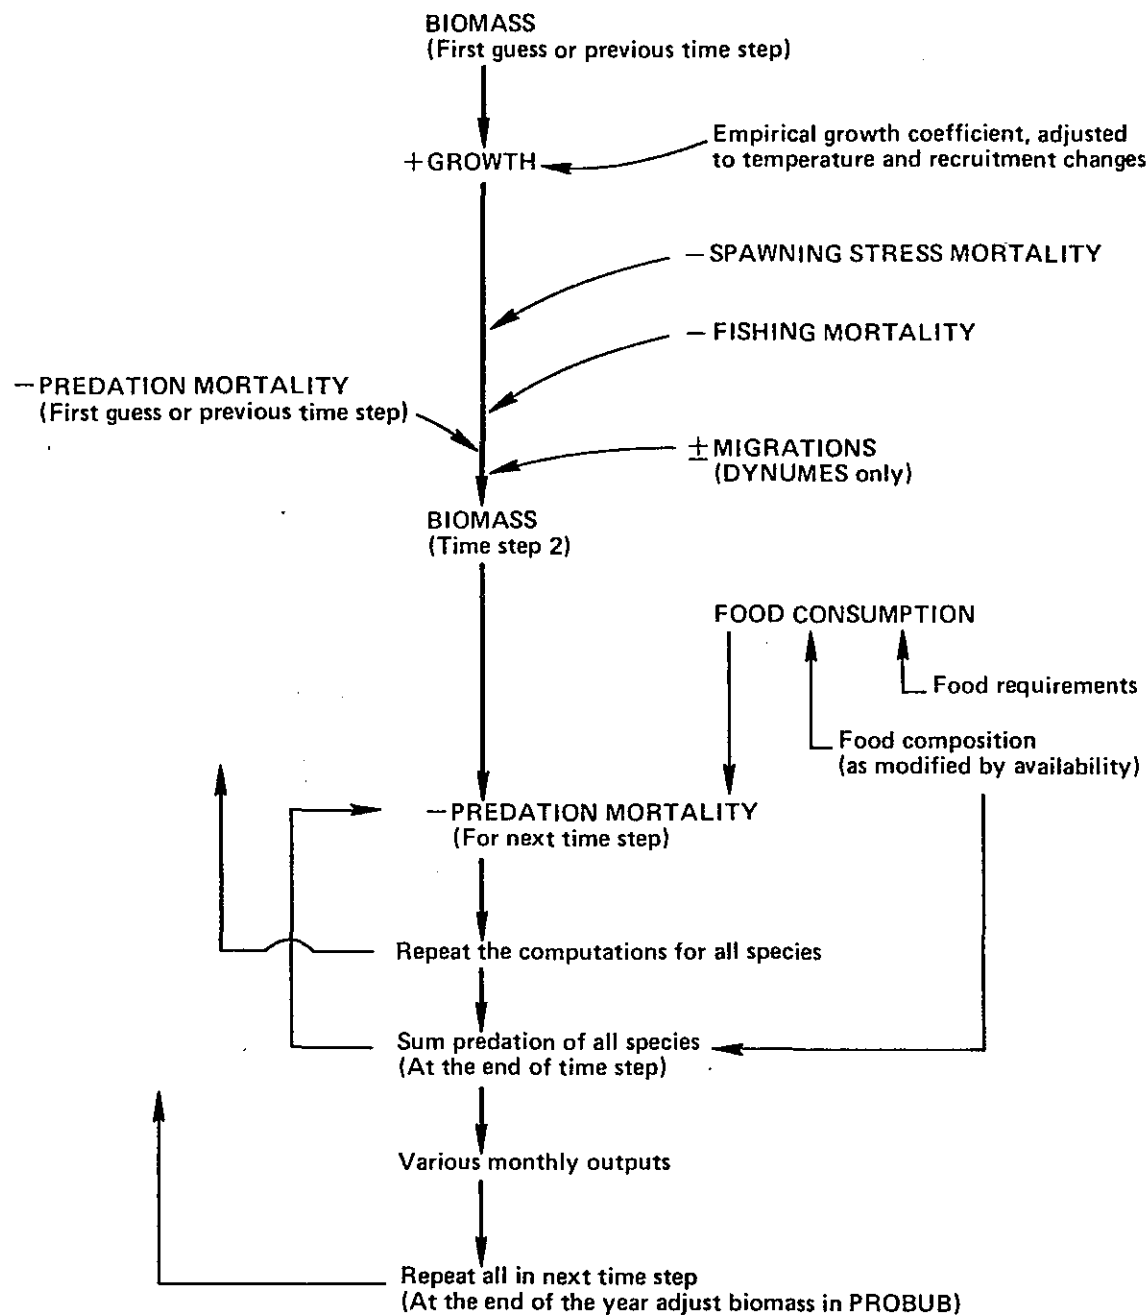 BIOMASS
(First guess or previous time step)
Empirical growth coefficient, adjusted
to temperature and recruitment changes
+GROWTH
−SPAWNING STRESS MORTALITY
− FISHING MORTALITY
−PREDATION MORTALITY
(First guess or previous time step)
±MIGRATIONS
(DYNUMES only)
BIOMASS
(Time step 2)
FOOD CONSUMPTION
Food requirements
Food composition
(as modified by availability)
−PREDATION MORTALITY
(For next time step)
Repeat the computations for all species
Sum predation of all species
(At the end of time step)
Various monthly outputs
Repeat all in next time step
(At the end of the year adjust biomass in PROBUB)